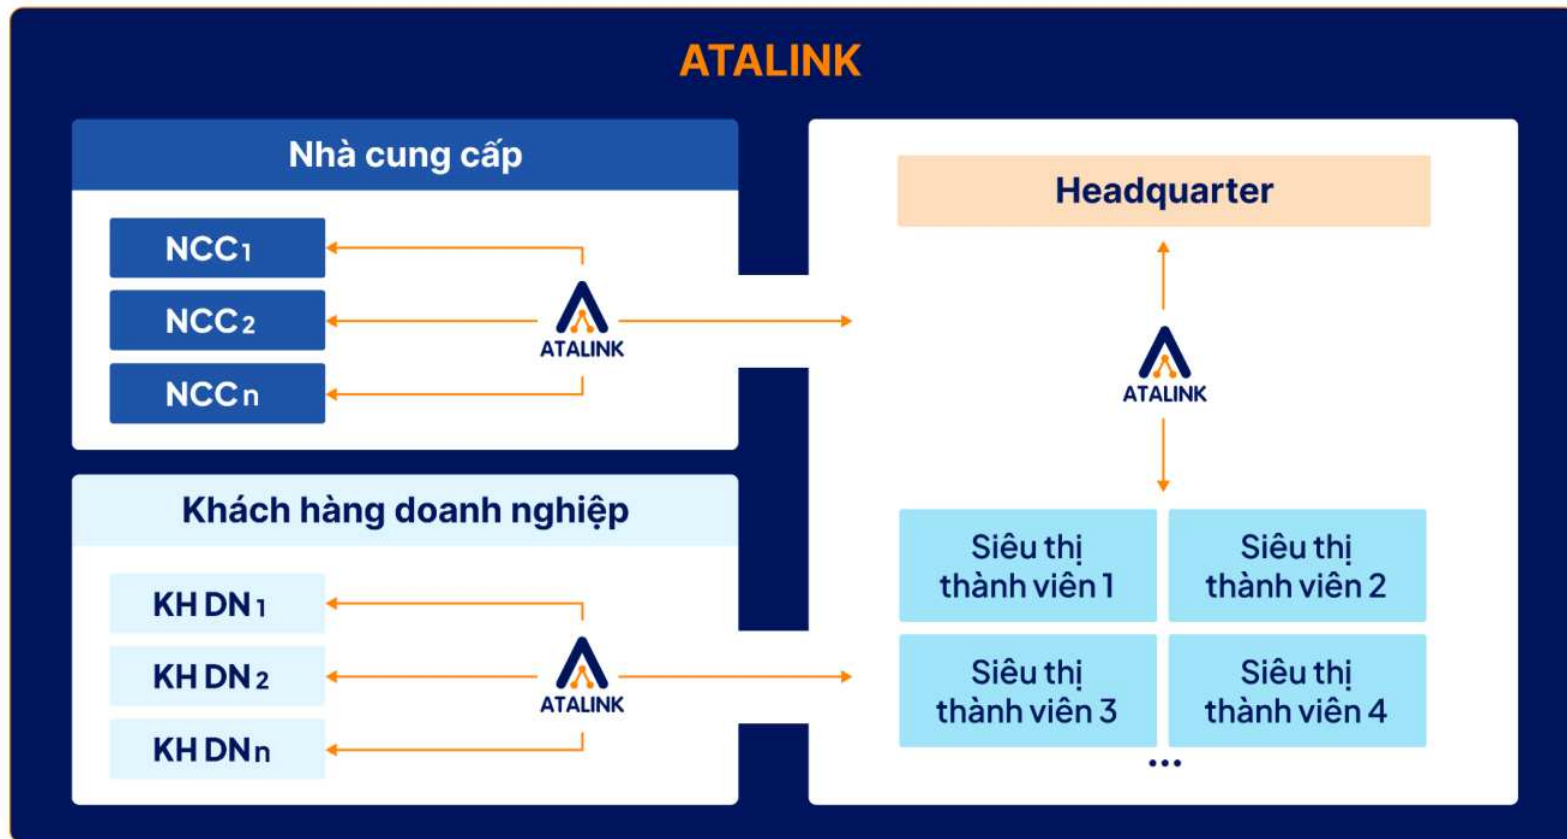 ATALINK
Nhà cung cấp
NCC1
NCC2
NCCn
ATALINK
Khách hàng doanh nghiệp
KH DN1
KH DN2
KH DNn
ATALINK
Headquarter
ATALINK
Siêu thị
thành viên 1
Siêu thị
thành viên 2
Siêu thị
thành viên 3
Siêu thị
thành viên 4
...